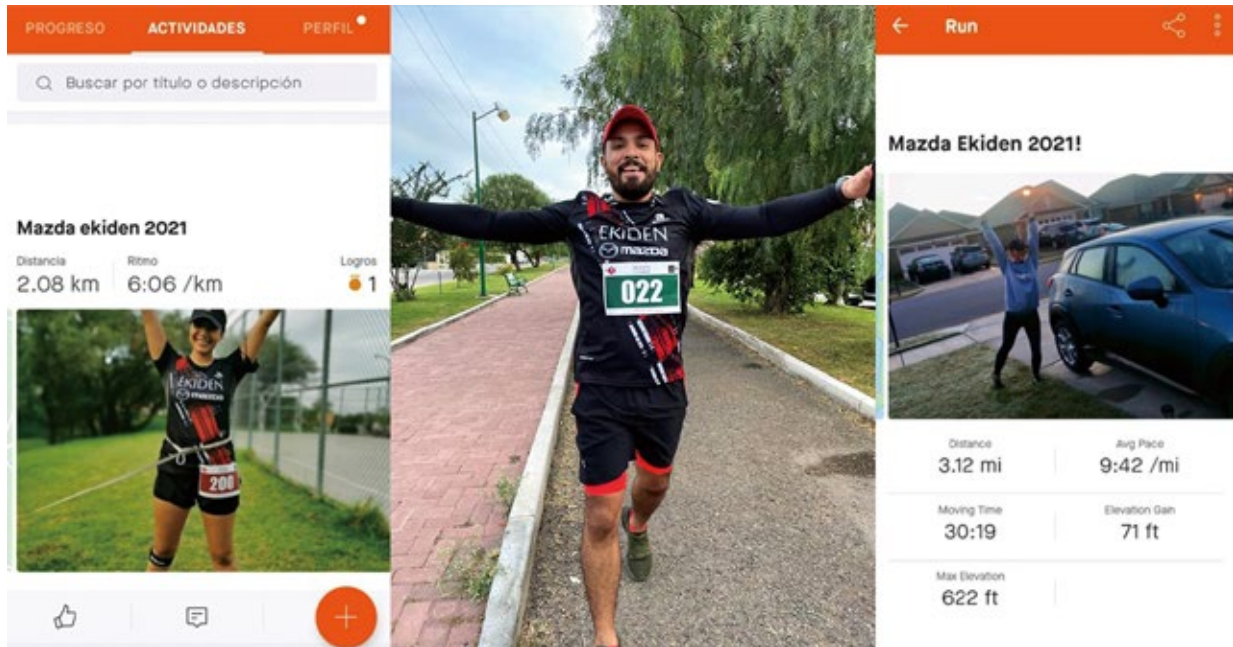 PROGRESO ACTIVIDADES PERFIL
Buscar por título o descripción
Mazda ekiden 2021
Distancia Ritmo Logros
2.08 km 6:06 /km 1
EKIDEN
mazda
200
EKIDEN
mazda
022
Run
Mazda Ekiden 2021!
Distance Avg Pace
3.12 mi 9:42 /mi
Moving Time Elevation Gain
30:19 71 ft
Max Elevation
622 ft